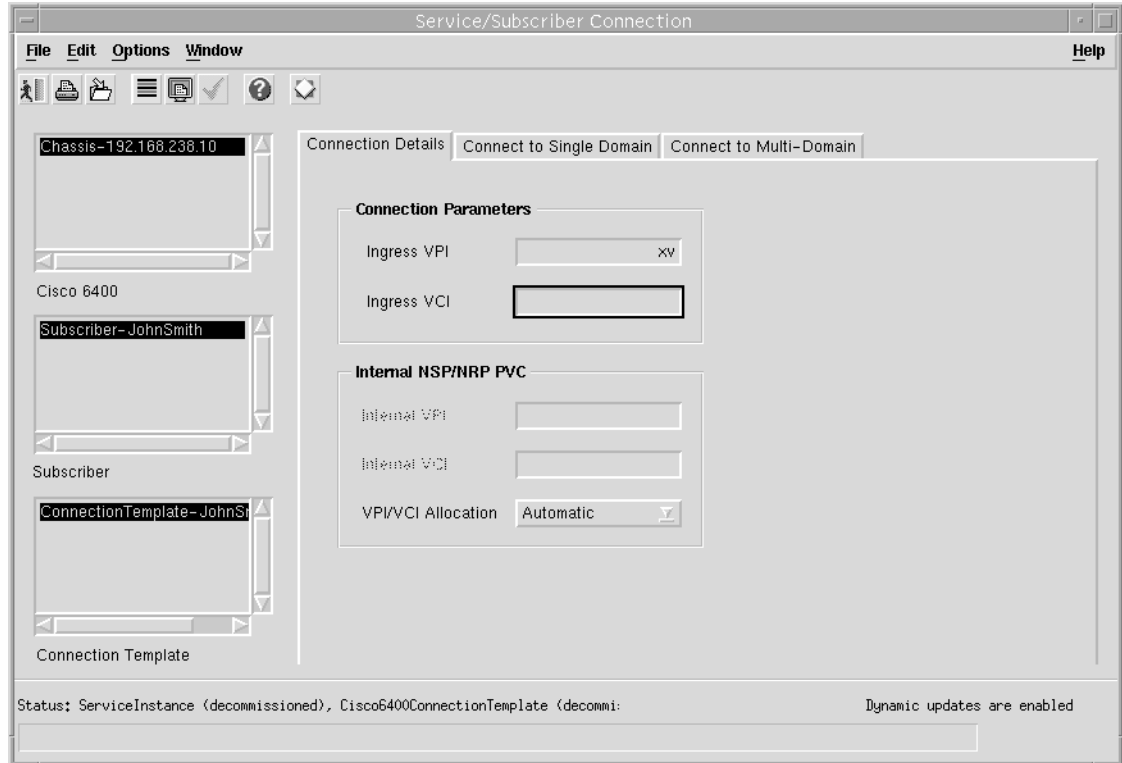 Service/Subscriber Connection
File Edit Options Window Help
Chassis-192.168.238.10
Cisco 6400
Subscriber-JohnSmith
Subscriber
ConnectionTemplate-JohnSr
Connection Template
Connection Details Connect to Single Domain Connect to Multi-Domain
Connection Parameters
Ingress VPI xv
Ingress VCI
Internal NSP/NRP PVC
Internal VPI
Internal VCI
VPI/VCI Allocation Automatic
Status: ServiceInstance (decommissioned), Cisco6400ConnectionTemplate (decommi: Dynamic updates are enabled